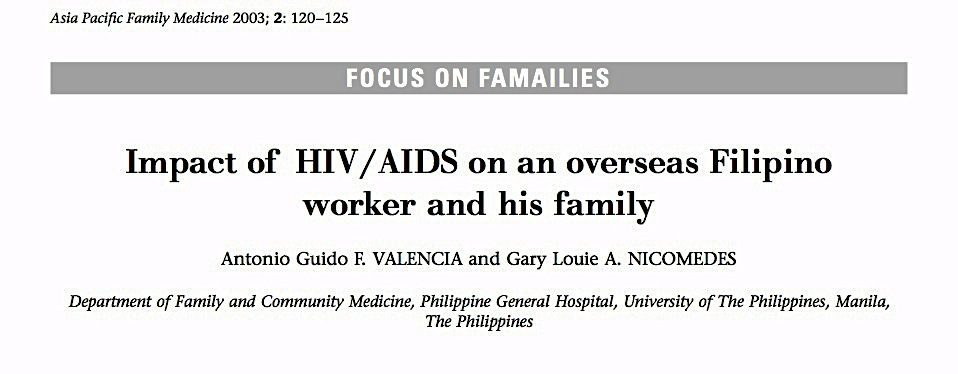 Asia Pacific Family Medicine 2003; 2: 120–125
FOCUS ON FAMAILIES
Impact of HIV/AIDS on an overseas Filipino
worker and his family
Antonio Guido F. VALENCIA and Gary Louie A. NICOMEDES
Department of Family and Community Medicine, Philippine General Hospital, University of The Philippines, Manila,
The Philippines